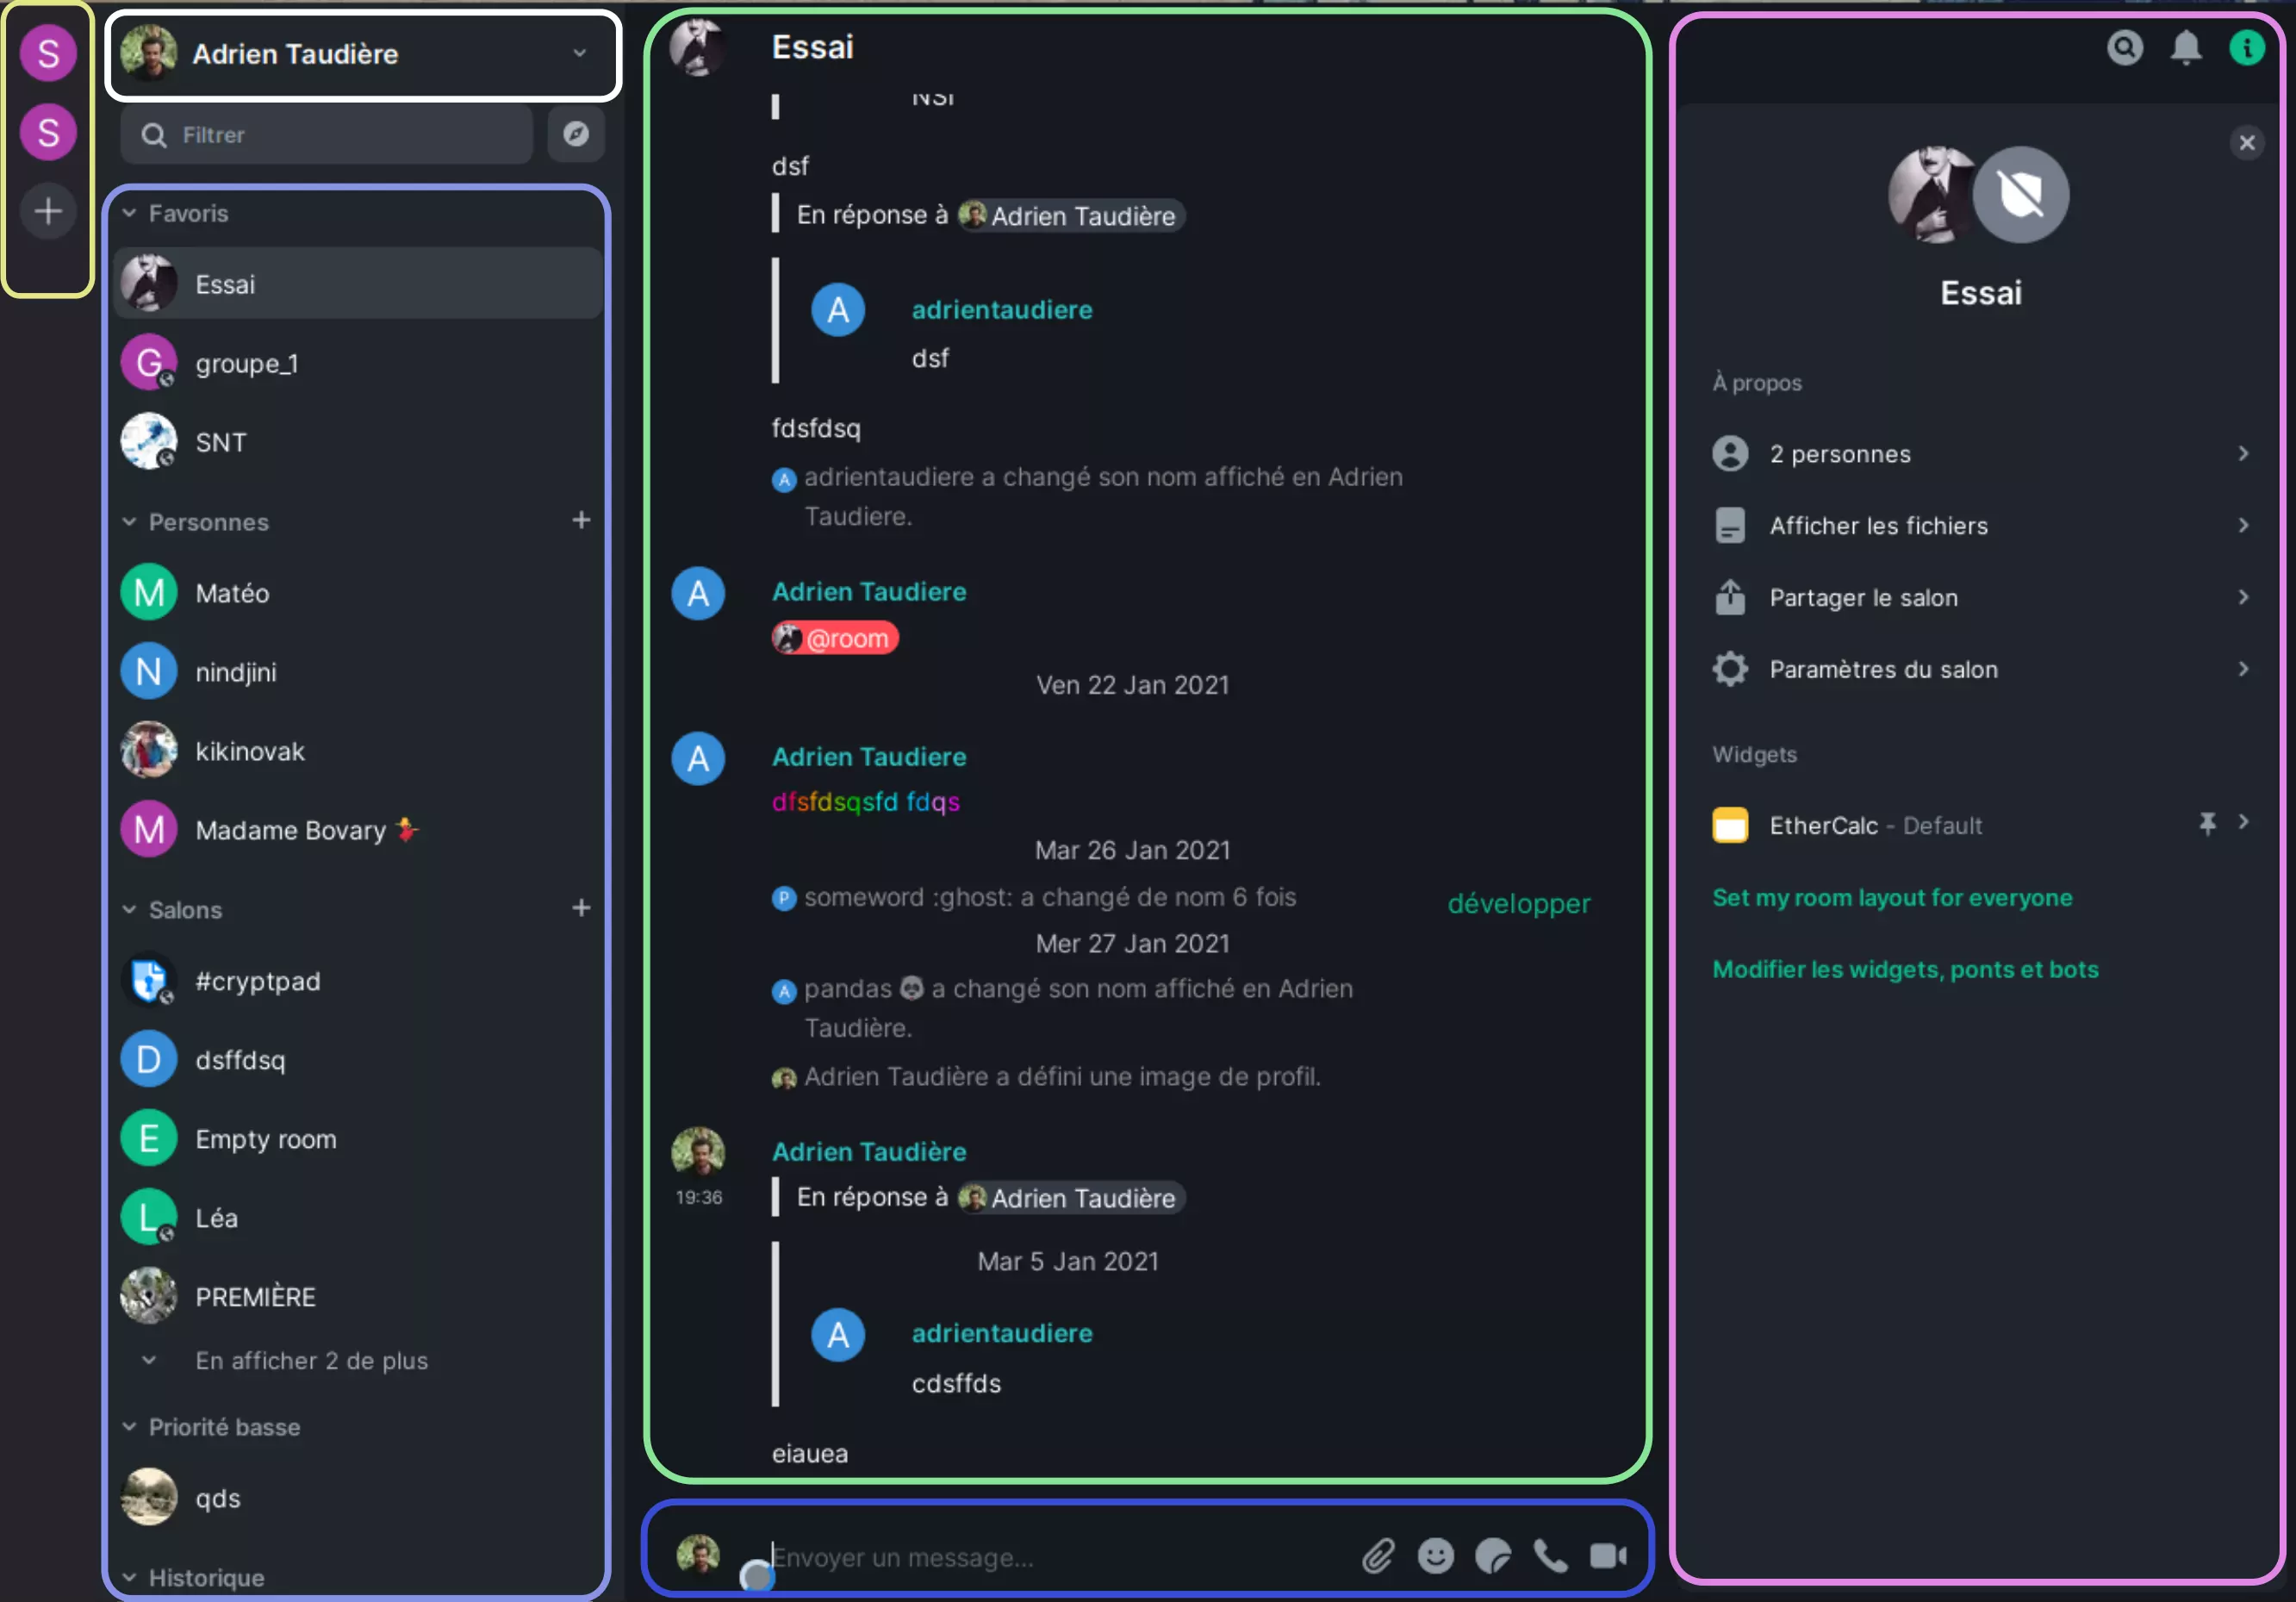 S
S
Adrien Taudière
Filtrer
Favoris
Essai
G groupe_1
SNT
Personnes
M Matéo
N nindjini
kikinovak
M Madame Bovary 💃
Salons
#cryptpad
D dsffdsq
E Empty room
L Léa
PREMIÈRE
En afficher 2 de plus
Priorité basse
qds
Historique
Essai
NSI
dsf
En réponse à Adrien Taudière
A adrientaudiere
dsf
fdsfdsq
A adrientaudiere a changé son nom affiché en Adrien
Taudiere.
A Adrien Taudiere
@room
Ven 22 Jan 2021
A Adrien Taudiere
dfsfdsqsfd fdqs
Mar 26 Jan 2021
P someword :ghost: a changé de nom 6 fois développer
Mer 27 Jan 2021
A pandas 🐼 a changé son nom affiché en Adrien
Taudière.
Adrien Taudière a défini une image de profil.
Adrien Taudière
19:36 En réponse à Adrien Taudière
Mar 5 Jan 2021
A adrientaudiere
cdsffds
eiauea
Envoyer un message...
Essai
À propos
2 personnes
Afficher les fichiers
Partager le salon
Paramètres du salon
Widgets
EtherCalc - Default
Set my room layout for everyone
Modifier les widgets, ponts et bots